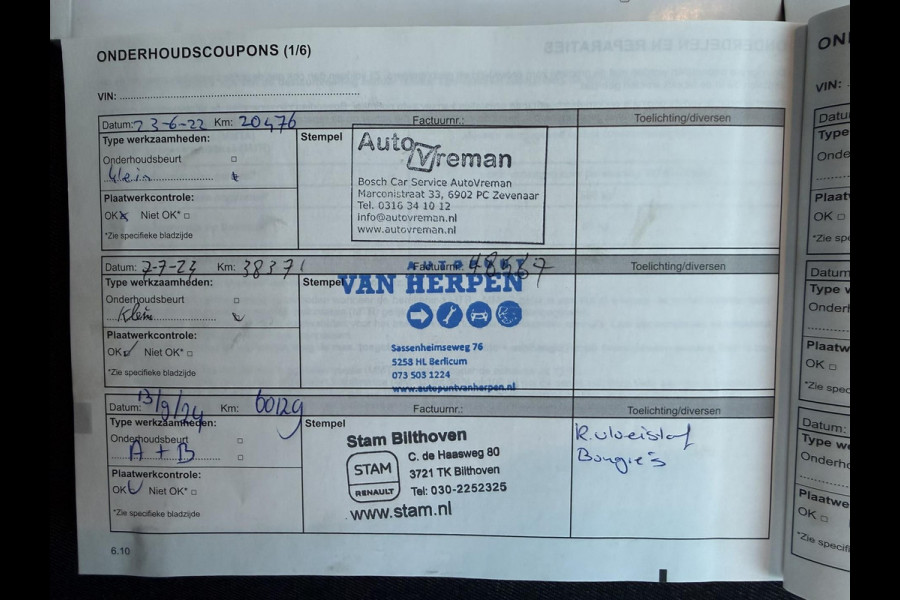 ONDERHOUDSCOUPONS (1/6)
VIN:
Datum: 23-6-22 Km: 20476 Factuurnr.: Toelichting/diversen
Type werkzaamheden: Stempel
Onderhoudsbeurt
klein
Plaatwerkcontrole:
OK Niet OK*
*Zie specifieke bladzijde
AutoVreman
Bosch Car Service AutoVreman
Marconistraat 33, 6902 PC Zevenaar
Tel. 0316 34 10 12
info@autovreman.nl
www.autovreman.nl
Datum: Km: 38371 Factuurnr.: Toelichting/diversen
Type werkzaamheden: Stempel
Onderhoudsbeurt
Klein
Plaatwerkcontrole:
OK Niet OK*
*Zie specifieke bladzijde
VAN HERPEN
Sassenheimseweg 76
5258 HL Berlicum
073 503 1224
www.autopuntvanherpen.nl
Datum: 13/9/24 Km: 60129 Factuurnr.: Toelichting/diversen
Type werkzaamheden: Stempel
Onderhoudsbeurt
A + B
Plaatwerkcontrole:
OK Niet OK*
*Zie specifieke bladzijde
Stam Bilthoven
STAM
RENAULT
C. de Haasweg 80
3721 TK Bilthoven
Tel: 030-2252325
www.stam.nl
R.vloeistof
Bougie's
6.10
VIN:
OK
OK
Datum:
OK